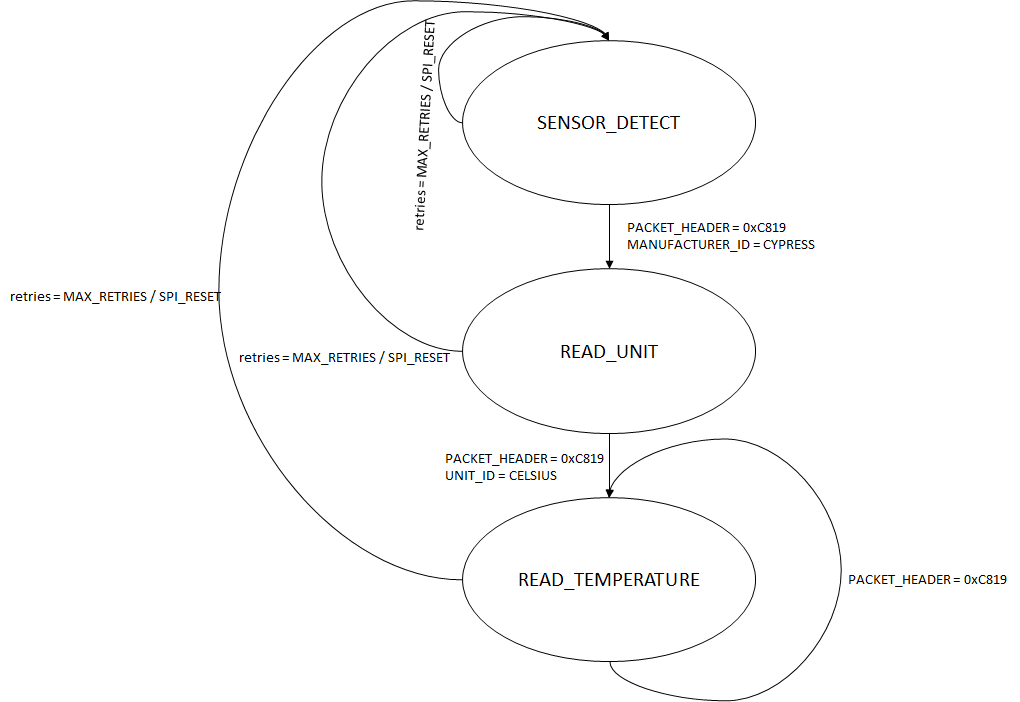 retries = MAX_RETRIES / SPI_RESET
SENSOR_DETECT
PACKET_HEADER = 0xC819
MANUFACTURER_ID = CYPRESS
retries = MAX_RETRIES / SPI_RESET
READ_UNIT
retries = MAX_RETRIES / SPI_RESET
PACKET_HEADER = 0xC819
UNIT_ID = CELSIUS
READ_TEMPERATURE
PACKET_HEADER = 0xC819